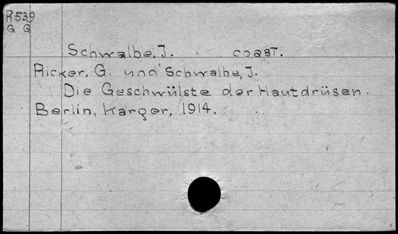 R539
G G
Schwalbe, J. coast.
Ricker, G. und Schwalbe, J.
Die Geschwülste der Hautdrüsen.
Berlin, Karger, 1914.